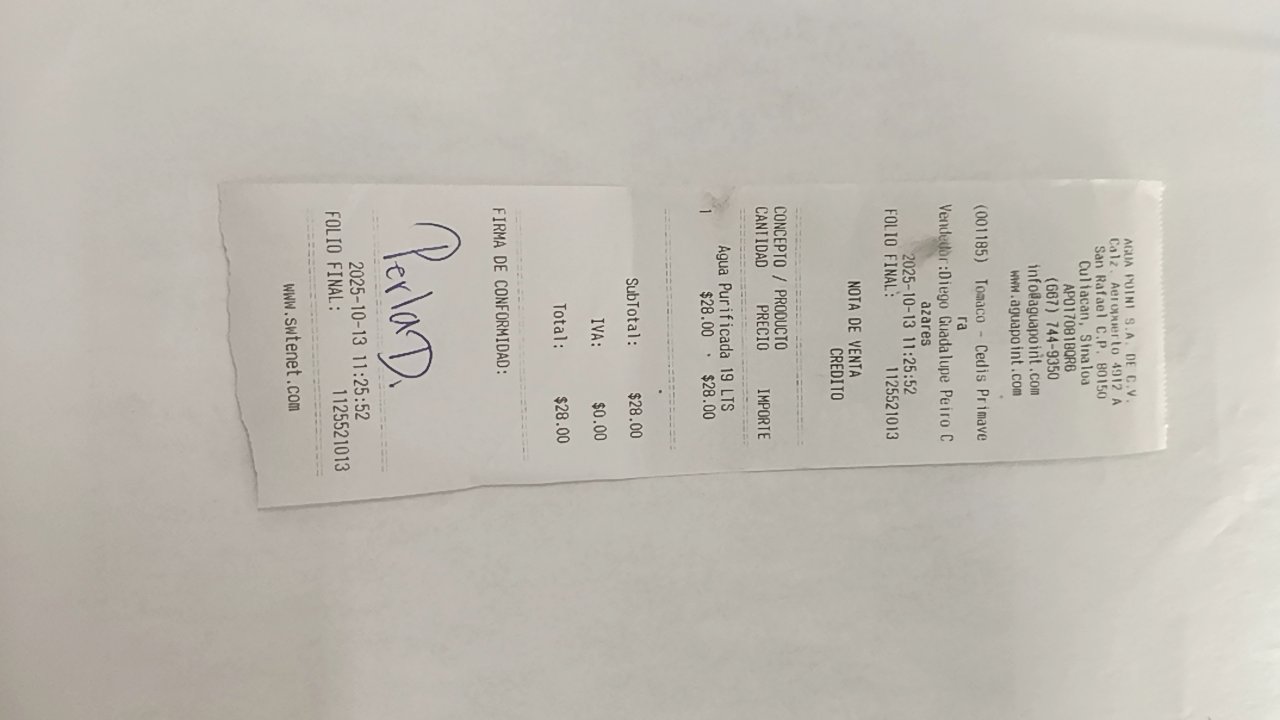 AGUA POINT S.A. DE C.V.
Calz. Aeropuerto 4912 A
San Rafael C.P. 80150
Culiacan, Sinaloa
APO170818QR6
(667) 744-9350
info@aguapoint.com
www.aguapoint.com
(001185) Tomaco - Cedis Primave
ra
Vendedor:Diego Guadalupe Peiro C
azares
2025-10-13 11:25:52
FOLIO FINAL: 1125521013
NOTA DE VENTA
CREDITO
CONCEPTO / PRODUCTO
CANTIDAD PRECIO IMPORTE
Agua Purificada 19 LTS
1 $28.00 $28.00
SubTotal: $28.00
IVA: $0.00
Total: $28.00
FIRMA DE CONFORMIDAD:
Perla D.
2025-10-13 11:25:52
FOLIO FINAL: 1125521013
www.swtenet.com